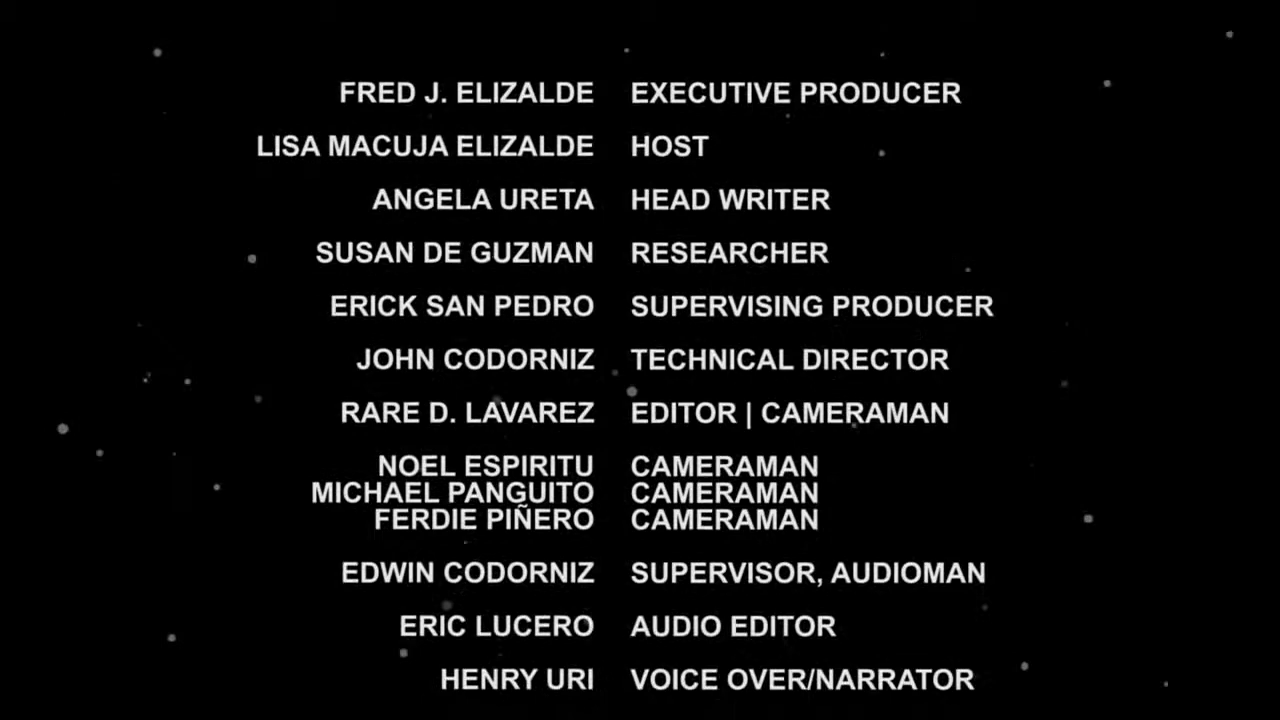 FRED J. ELIZALDE EXECUTIVE PRODUCER
LISA MACUJA ELIZALDE HOST
ANGELA URETA HEAD WRITER
SUSAN DE GUZMAN RESEARCHER
ERICK SAN PEDRO SUPERVISING PRODUCER
JOHN CODORNIZ TECHNICAL DIRECTOR
RARE D. LAVAREZ EDITOR | CAMERAMAN
NOEL ESPIRITU CAMERAMAN
MICHAEL PANGUITO CAMERAMAN
FERDIE PIÑERO CAMERAMAN
EDWIN CODORNIZ SUPERVISOR, AUDIOMAN
ERIC LUCERO AUDIO EDITOR
HENRY URI VOICE OVER/NARRATOR